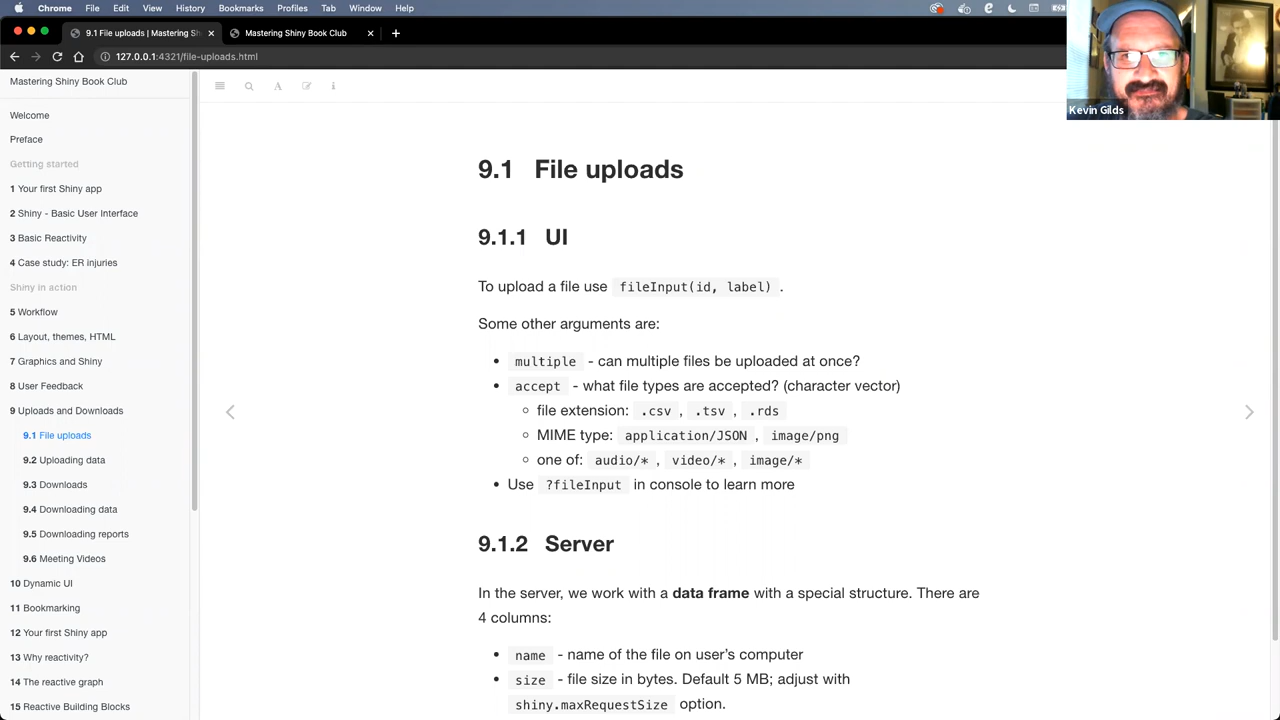 Chrome File Edit View History Bookmarks Profiles Tab Window Help
9.1 File uploads | Mastering Sh
Mastering Shiny Book Club
127.0.0.1:4321/file-uploads.html
Kevin Gilds
Mastering Shiny Book Club
Welcome
Preface
Getting started
1 Your first Shiny app
2 Shiny - Basic User Interface
3 Basic Reactivity
4 Case study: ER injuries
Shiny in action
5 Workflow
6 Layout, themes, HTML
7 Graphics and Shiny
8 User Feedback
9 Uploads and Downloads
9.1 File uploads
9.2 Uploading data
9.3 Downloads
9.4 Downloading data
9.5 Downloading reports
9.6 Meeting Videos
10 Dynamic UI
11 Bookmarking
12 Your first Shiny app
13 Why reactivity?
14 The reactive graph
15 Reactive Building Blocks
9.1 File uploads
9.1.1 UI
To upload a file use fileInput(id, label) .
Some other arguments are:
• multiple - can multiple files be uploaded at once?
• accept - what file types are accepted? (character vector)
○ file extension: .csv , .tsv , .rds
○ MIME type: application/JSON , image/png
○ one of: audio/* , video/* , image/*
• Use ?fileInput in console to learn more
9.1.2 Server
In the server, we work with a data frame with a special structure. There are
4 columns:
• name - name of the file on user's computer
• size - file size in bytes. Default 5 MB; adjust with
shiny.maxRequestSize option.